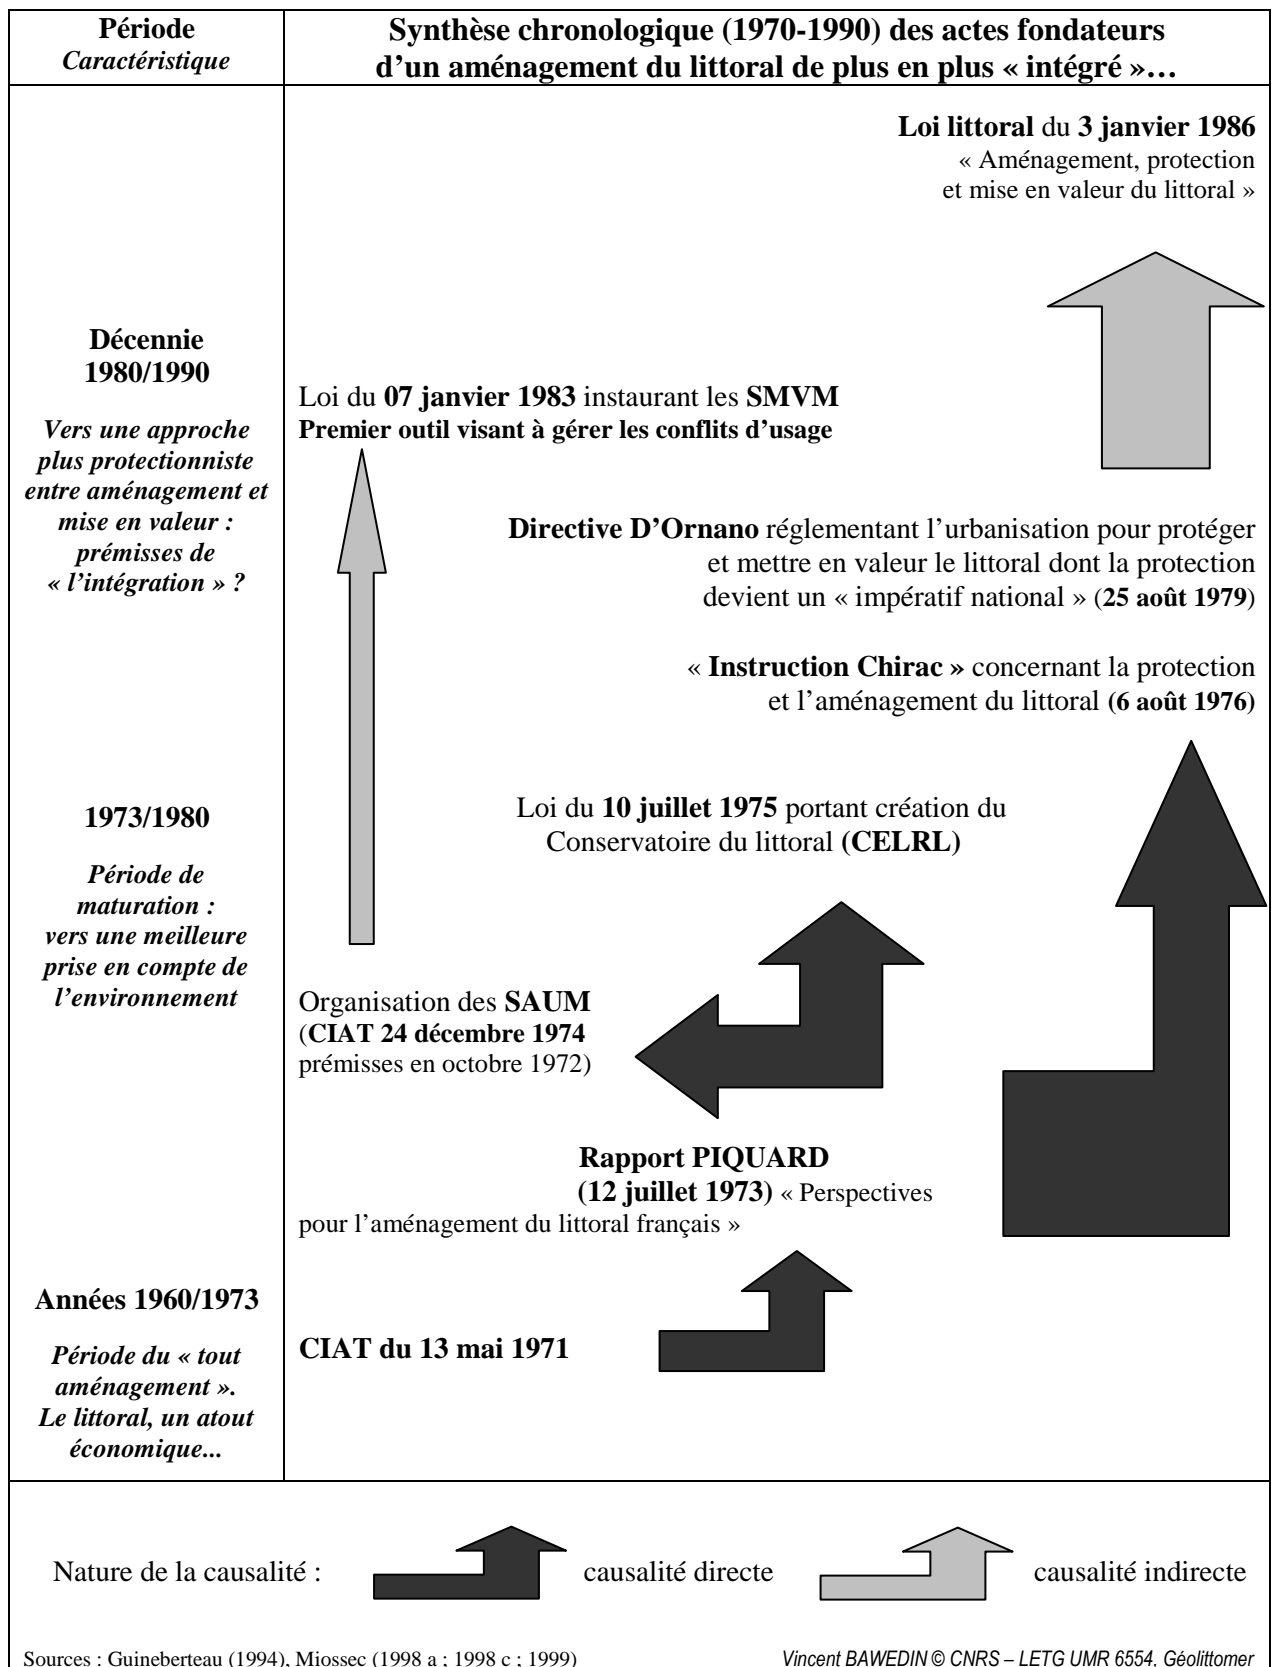 Période
Caractéristique
Synthèse chronologique (1970-1990) des actes fondateurs
d’un aménagement du littoral de plus en plus « intégré »…
Loi littoral du 3 janvier 1986
« Aménagement, protection
et mise en valeur du littoral »
Décennie
1980/1990
Vers une approche
plus protectionniste
entre aménagement et
mise en valeur :
prémisses de
« l’intégration » ?
Loi du 07 janvier 1983 instaurant les SMVM
Premier outil visant à gérer les conflits d’usage
Directive D’Ornano réglementant l’urbanisation pour protéger
et mettre en valeur le littoral dont la protection
devient un « impératif national » (25 août 1979)
« Instruction Chirac » concernant la protection
et l’aménagement du littoral (6 août 1976)
1973/1980
Période de
maturation :
vers une meilleure
prise en compte de
l’environnement
Loi du 10 juillet 1975 portant création du
Conservatoire du littoral (CELRL)
Organisation des SAUM
(CIAT 24 décembre 1974
prémisses en octobre 1972)
Rapport PIQUARD
(12 juillet 1973) « Perspectives
pour l’aménagement du littoral français »
Années 1960/1973
Période du « tout
aménagement ».
Le littoral, un atout
économique...
CIAT du 13 mai 1971
Nature de la causalité :
causalité directe
causalité indirecte
Sources : Guineberteau (1994), Miossec (1998 a ; 1998 c ; 1999)
Vincent BAWEDIN © CNRS – LETG UMR 6554, Géolittomer